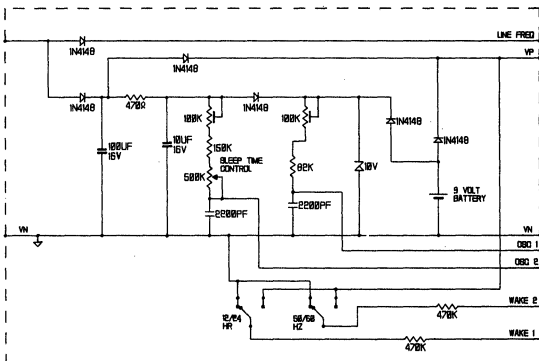 LINE FREQ
1N4148
VP
1N4148
1N4148
470Ω
1N4148
100K
100K
1N4148
1N4148
100UF
16V
10UF
16V
150K
SLEEP TIME
CONTROL
82K
10V
500K
9 VOLT
BATTERY
2200PF
2200PF
VN
VN
OSC 1
OSC 2
WAKE 2
12/24
HR
50/60
HZ
470K
WAKE 1
470K